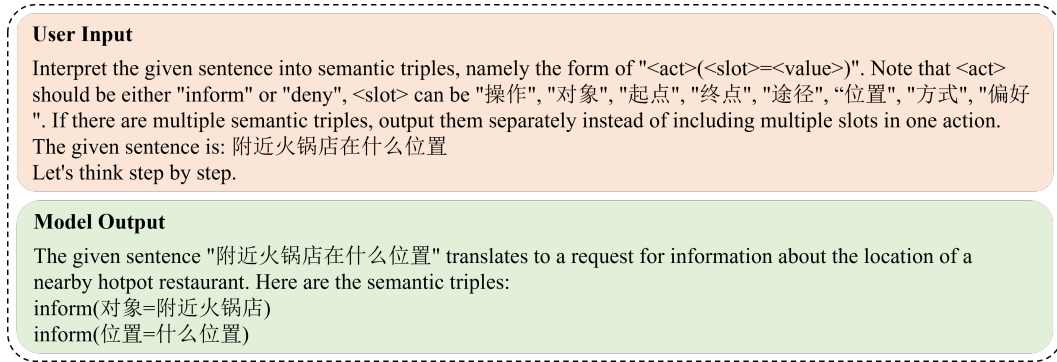 User Input
Interpret the given sentence into semantic triples, namely the form of "<act>(<slot>=<value>)". Note that <act>
should be either "inform" or "deny", <slot> can be "操作", "对象", "起点", "终点", "途径", “位置", "方式", "偏好
". If there are multiple semantic triples, output them separately instead of including multiple slots in one action.
The given sentence is: 附近火锅店在什么位置
Let's think step by step.
Model Output
The given sentence "附近火锅店在什么位置" translates to a request for information about the location of a
nearby hotpot restaurant. Here are the semantic triples:
inform(对象=附近火锅店)
inform(位置=什么位置)